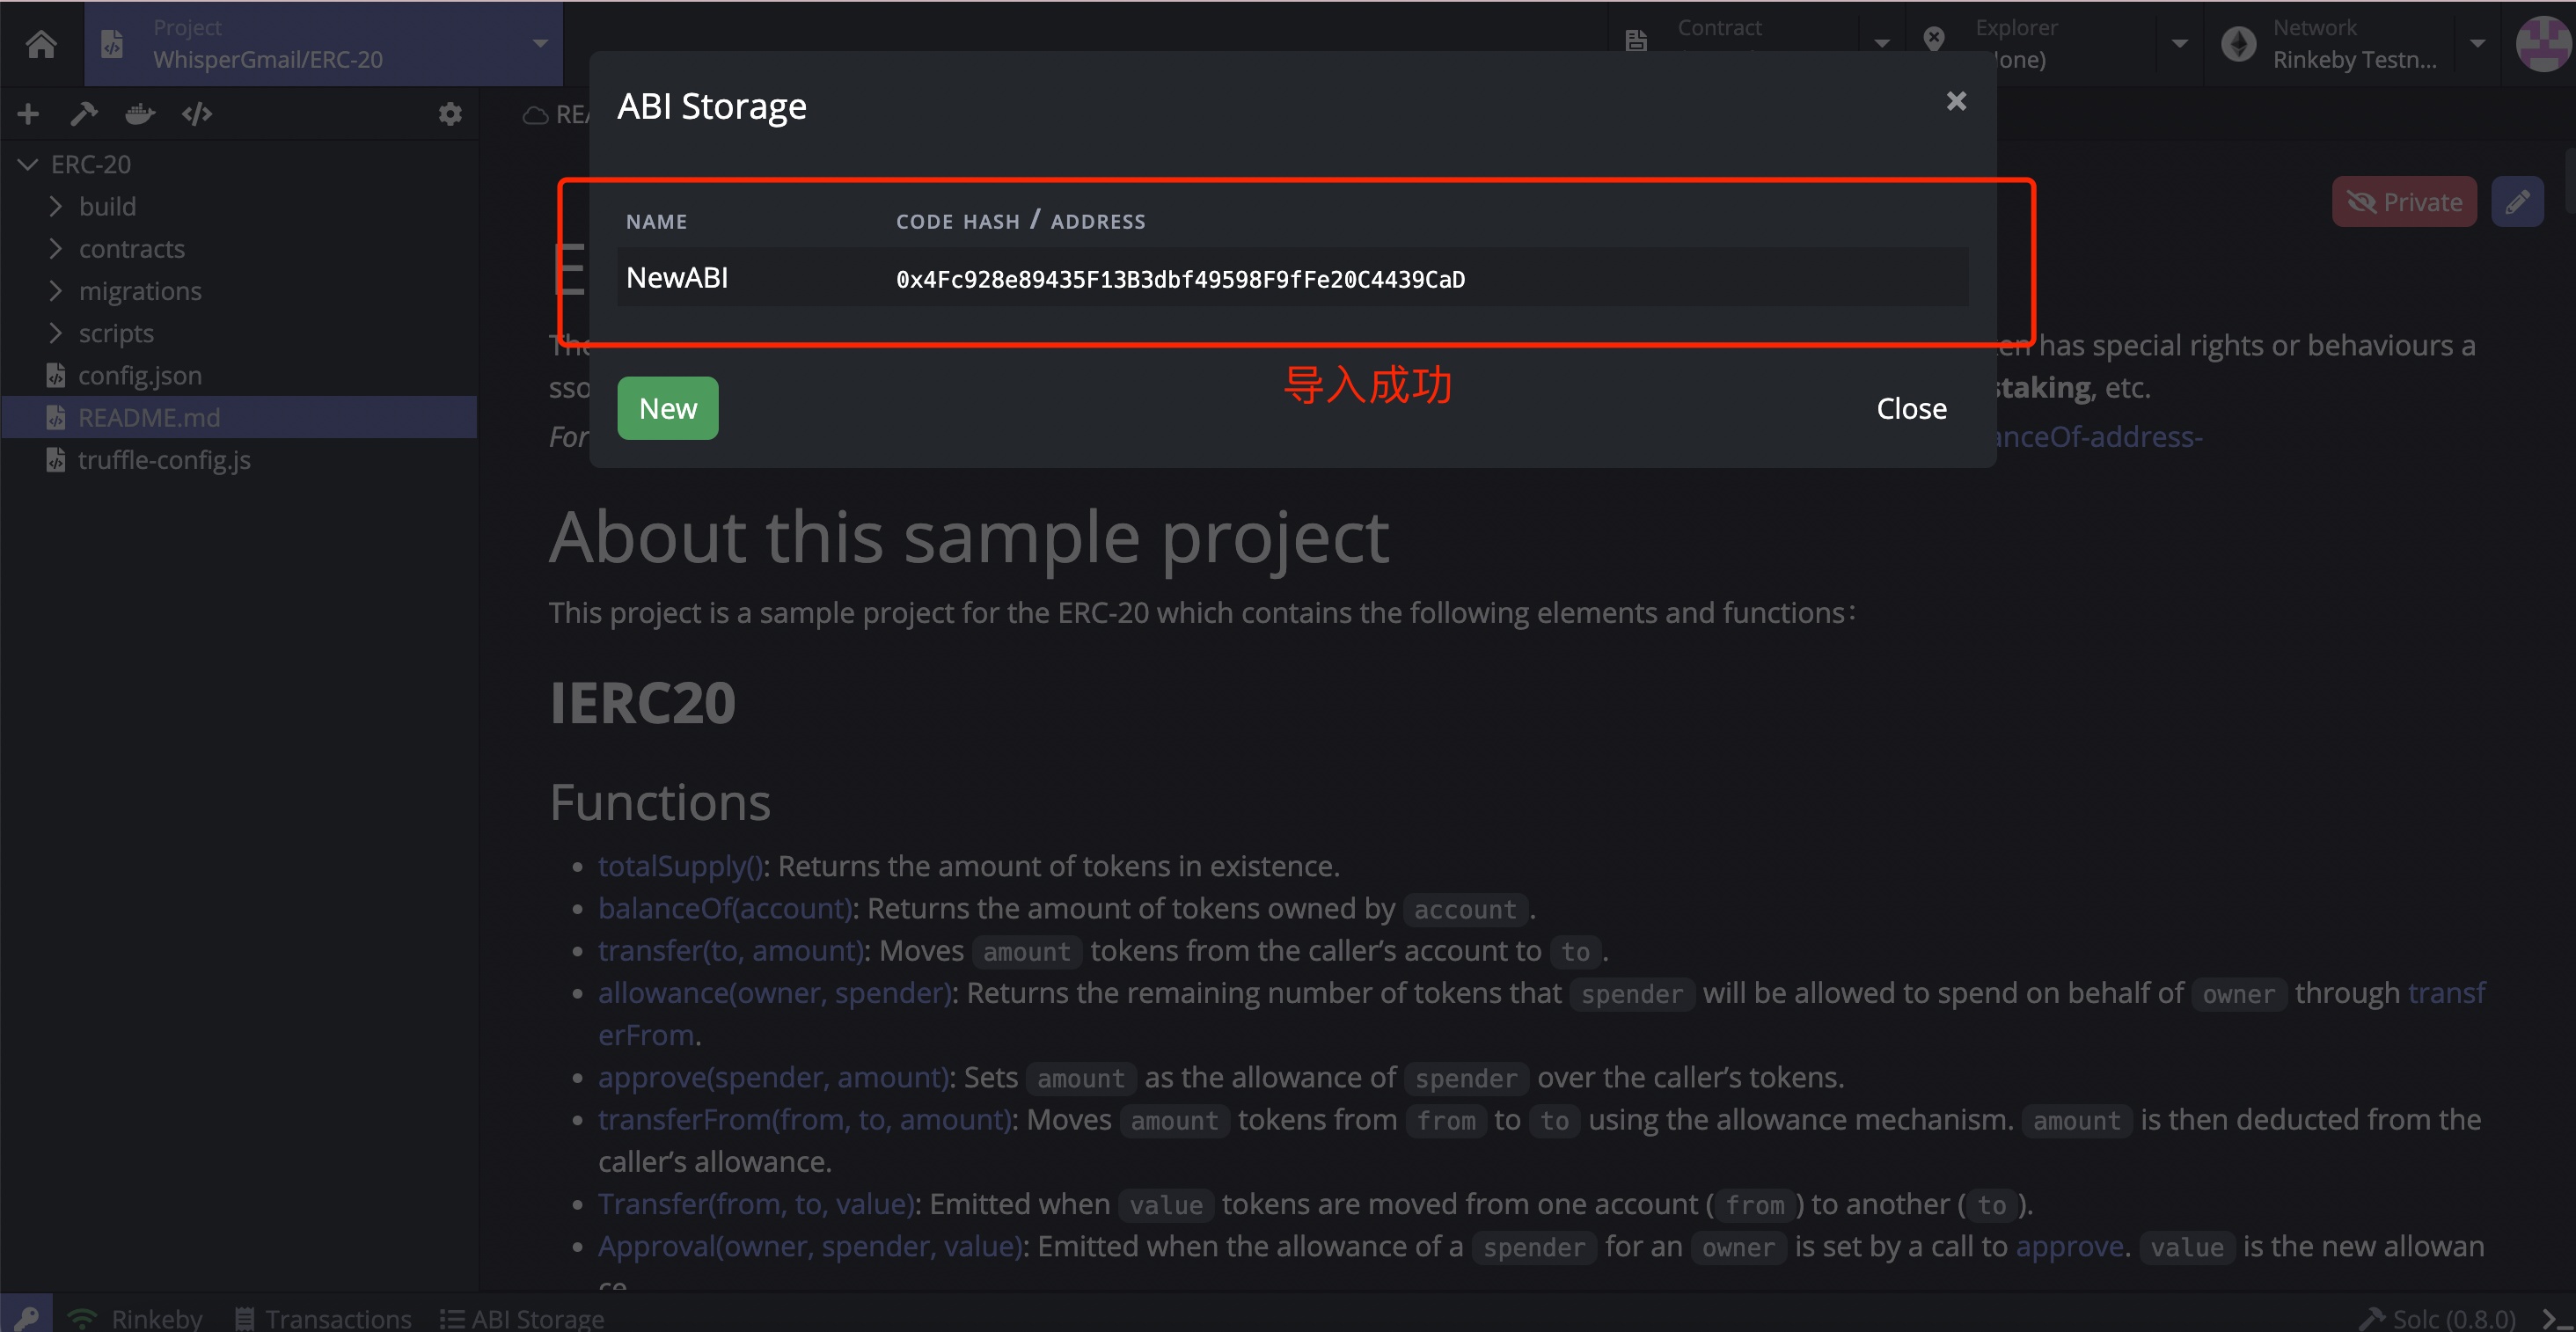 Project
WhisperGmail/ERC-20
Contract
Explorer
Network
Rinkeby Testn...
ABI Storage
ERC-20
build
contracts
migrations
scripts
config.json
README.md
truffle-config.js
Private
NAME CODE HASH / ADDRESS
NewABI 0x4Fc928e89435F13B3dbf49598F9fFe20C4439CaD
导入成功
New
Close
has special rights or behaviours a
staking, etc.
anceOf-address-
About this sample project
This project is a sample project for the ERC-20 which contains the following elements and functions:
IERC20
Functions
totalSupply(): Returns the amount of tokens in existence.
balanceOf(account): Returns the amount of tokens owned by account.
transfer(to, amount): Moves amount tokens from the caller’s account to to.
allowance(owner, spender): Returns the remaining number of tokens that spender will be allowed to spend on behalf of owner through transf
erFrom.
approve(spender, amount): Sets amount as the allowance of spender over the caller’s tokens.
transferFrom(from, to, amount): Moves amount tokens from from to to using the allowance mechanism. amount is then deducted from the
caller’s allowance.
Transfer(from, to, value): Emitted when value tokens are moved from one account (from) to another (to).
Approval(owner, spender, value): Emitted when the allowance of a spender for an owner is set by a call to approve. value is the new allowan
Rinkeby
Transactions
ABI Storage
Solc (0.8.0)